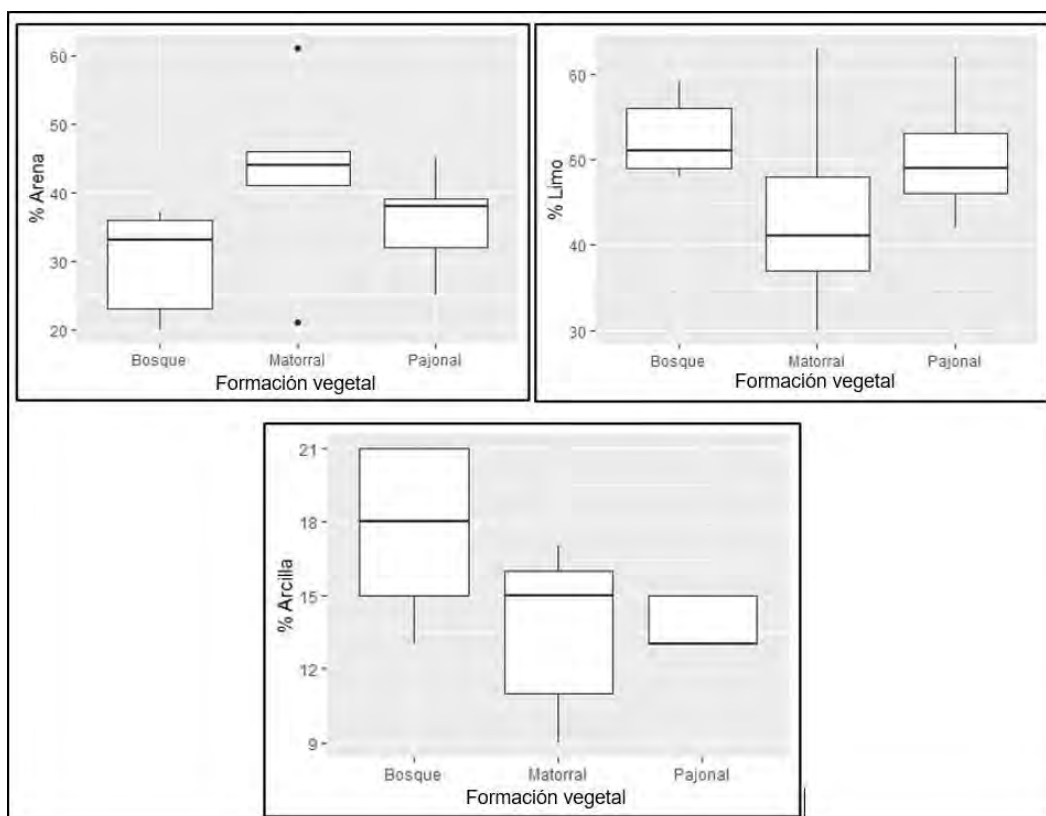 % Arena
60
50
40
30
20
Bosque Matorral Pajonal
Formación vegetal
% Limo
60
50
40
30
Bosque Matorral Pajonal
Formación vegetal
% Arcilla
21
18
15
12
9
Bosque Matorral Pajonal
Formación vegetal